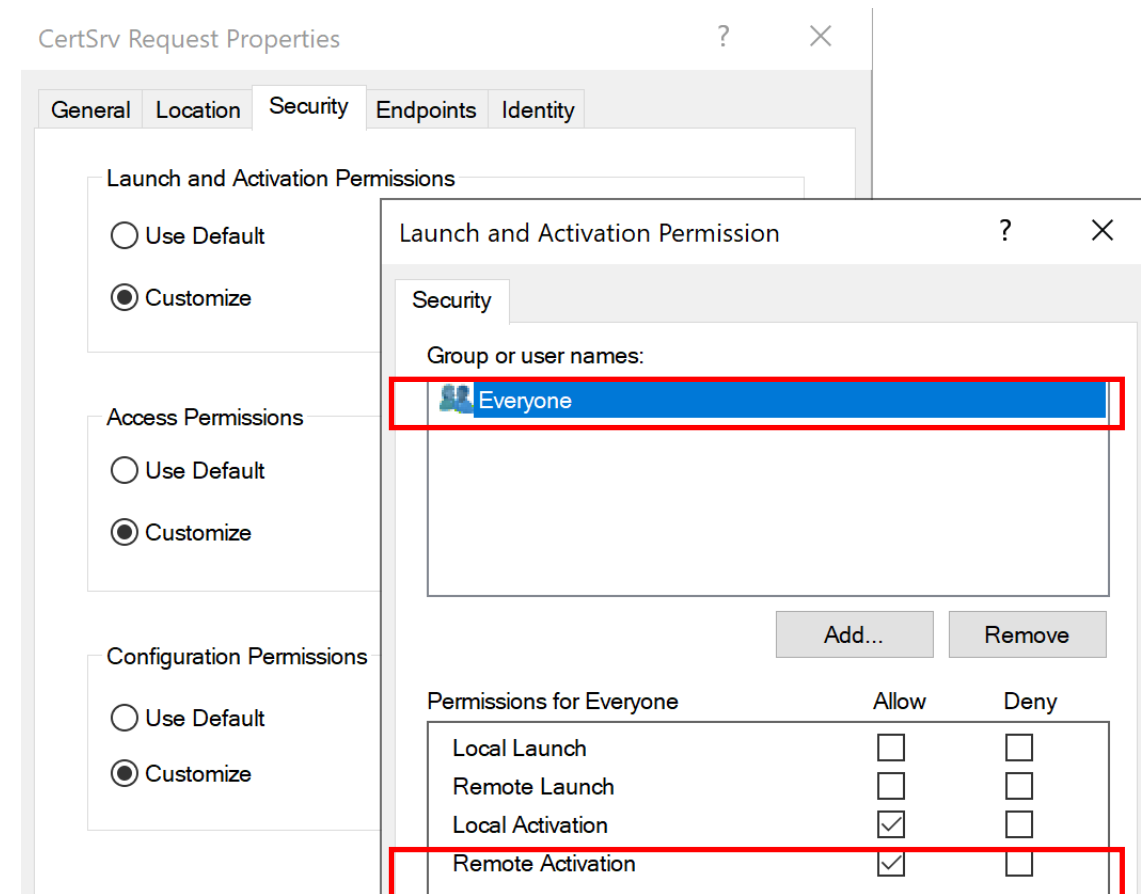 CertSrv Request Properties ?
General Location Security Endpoints Identity
Launch and Activation Permissions
Use Default
Customize
Access Permissions
Use Default
Customize
Configuration Permissions
Use Default
Customize
Launch and Activation Permission ?
Security
Group or user names:
Everyone
Add... Remove
Permissions for Everyone Allow Deny
Local Launch
Remote Launch
Local Activation
Remote Activation